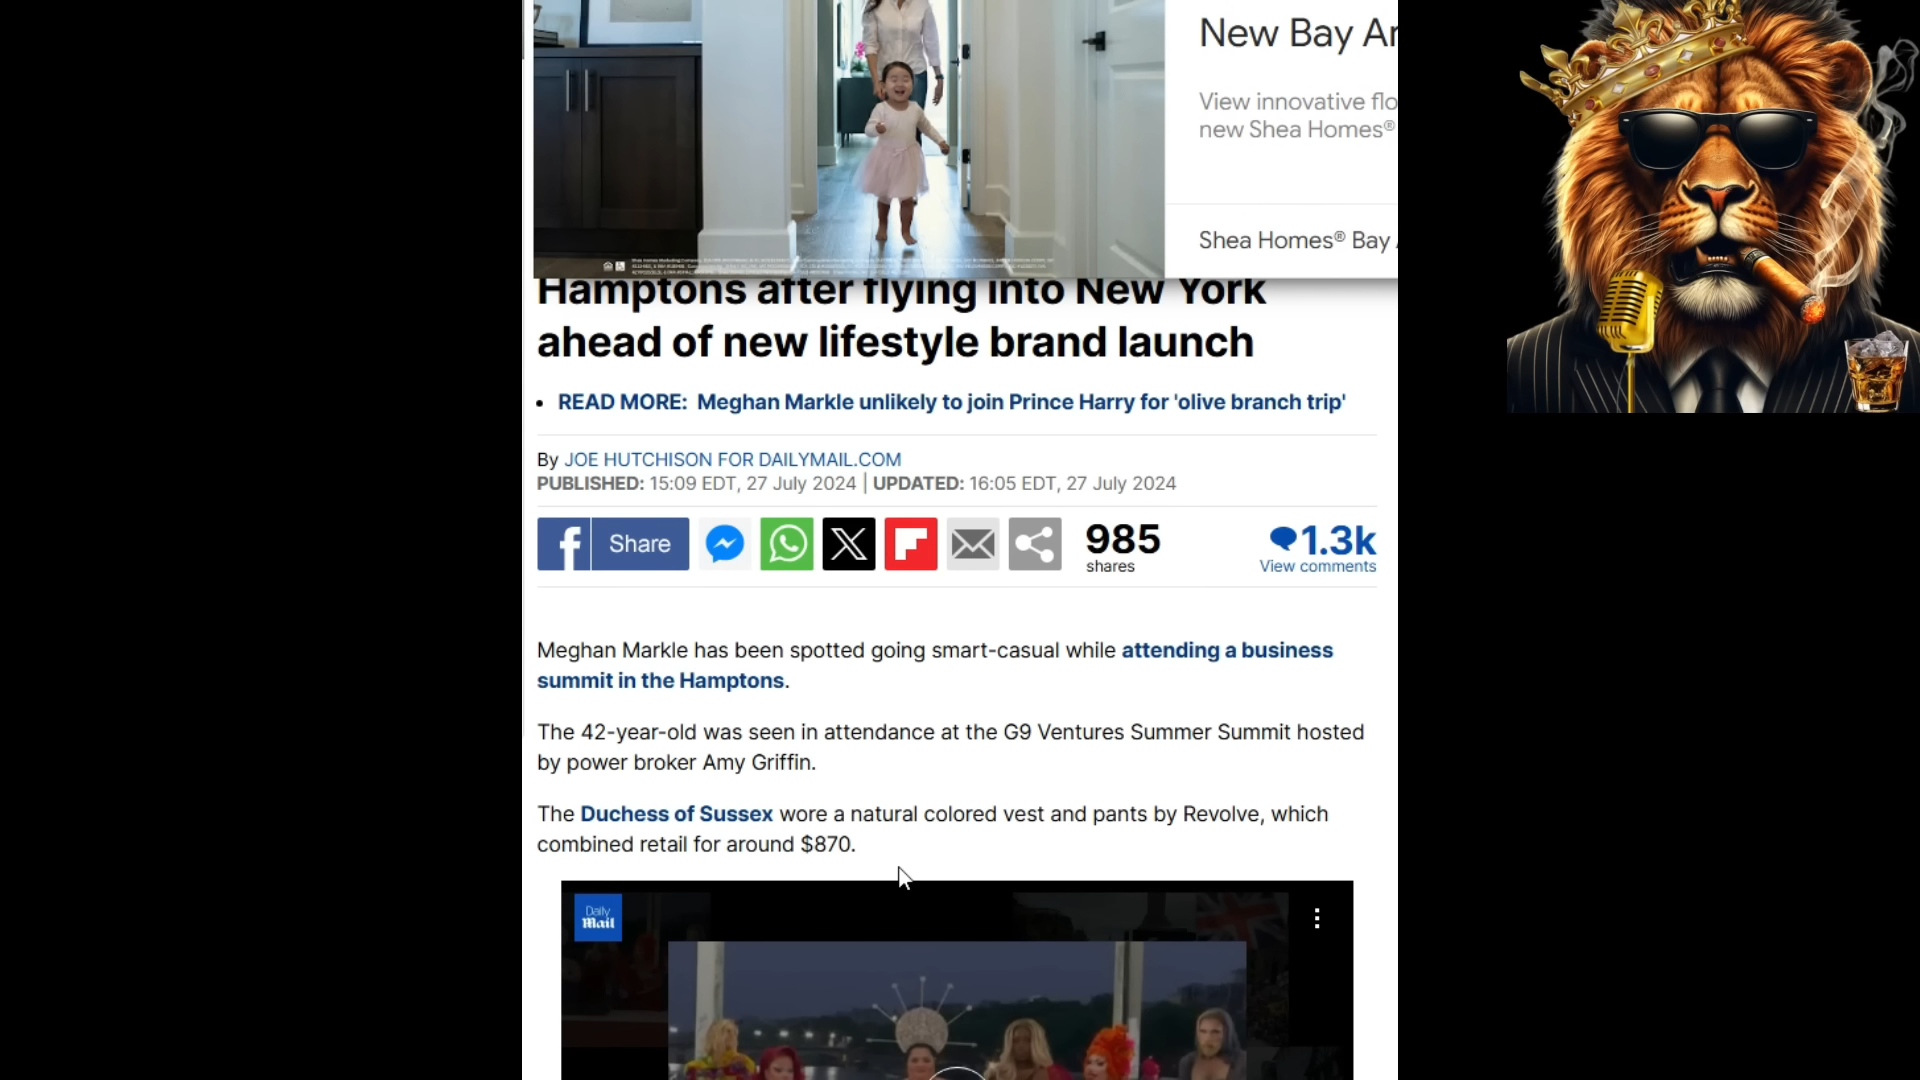 New Bay Ar
View innovative flo
new Shea Homes®
Shea Homes® Bay
Hamptons after flying into New York
ahead of new lifestyle brand launch
• READ MORE: Meghan Markle unlikely to join Prince Harry for 'olive branch trip'
By JOE HUTCHISON FOR DAILYMAIL.COM
PUBLISHED: 15:09 EDT, 27 July 2024 | UPDATED: 16:05 EDT, 27 July 2024
f Share
985
shares
1.3k
View comments
Meghan Markle has been spotted going smart-casual while attending a business
summit in the Hamptons.
The 42-year-old was seen in attendance at the G9 Ventures Summer Summit hosted
by power broker Amy Griffin.
The Duchess of Sussex wore a natural colored vest and pants by Revolve, which
combined retail for around $870.
Daily
Mail